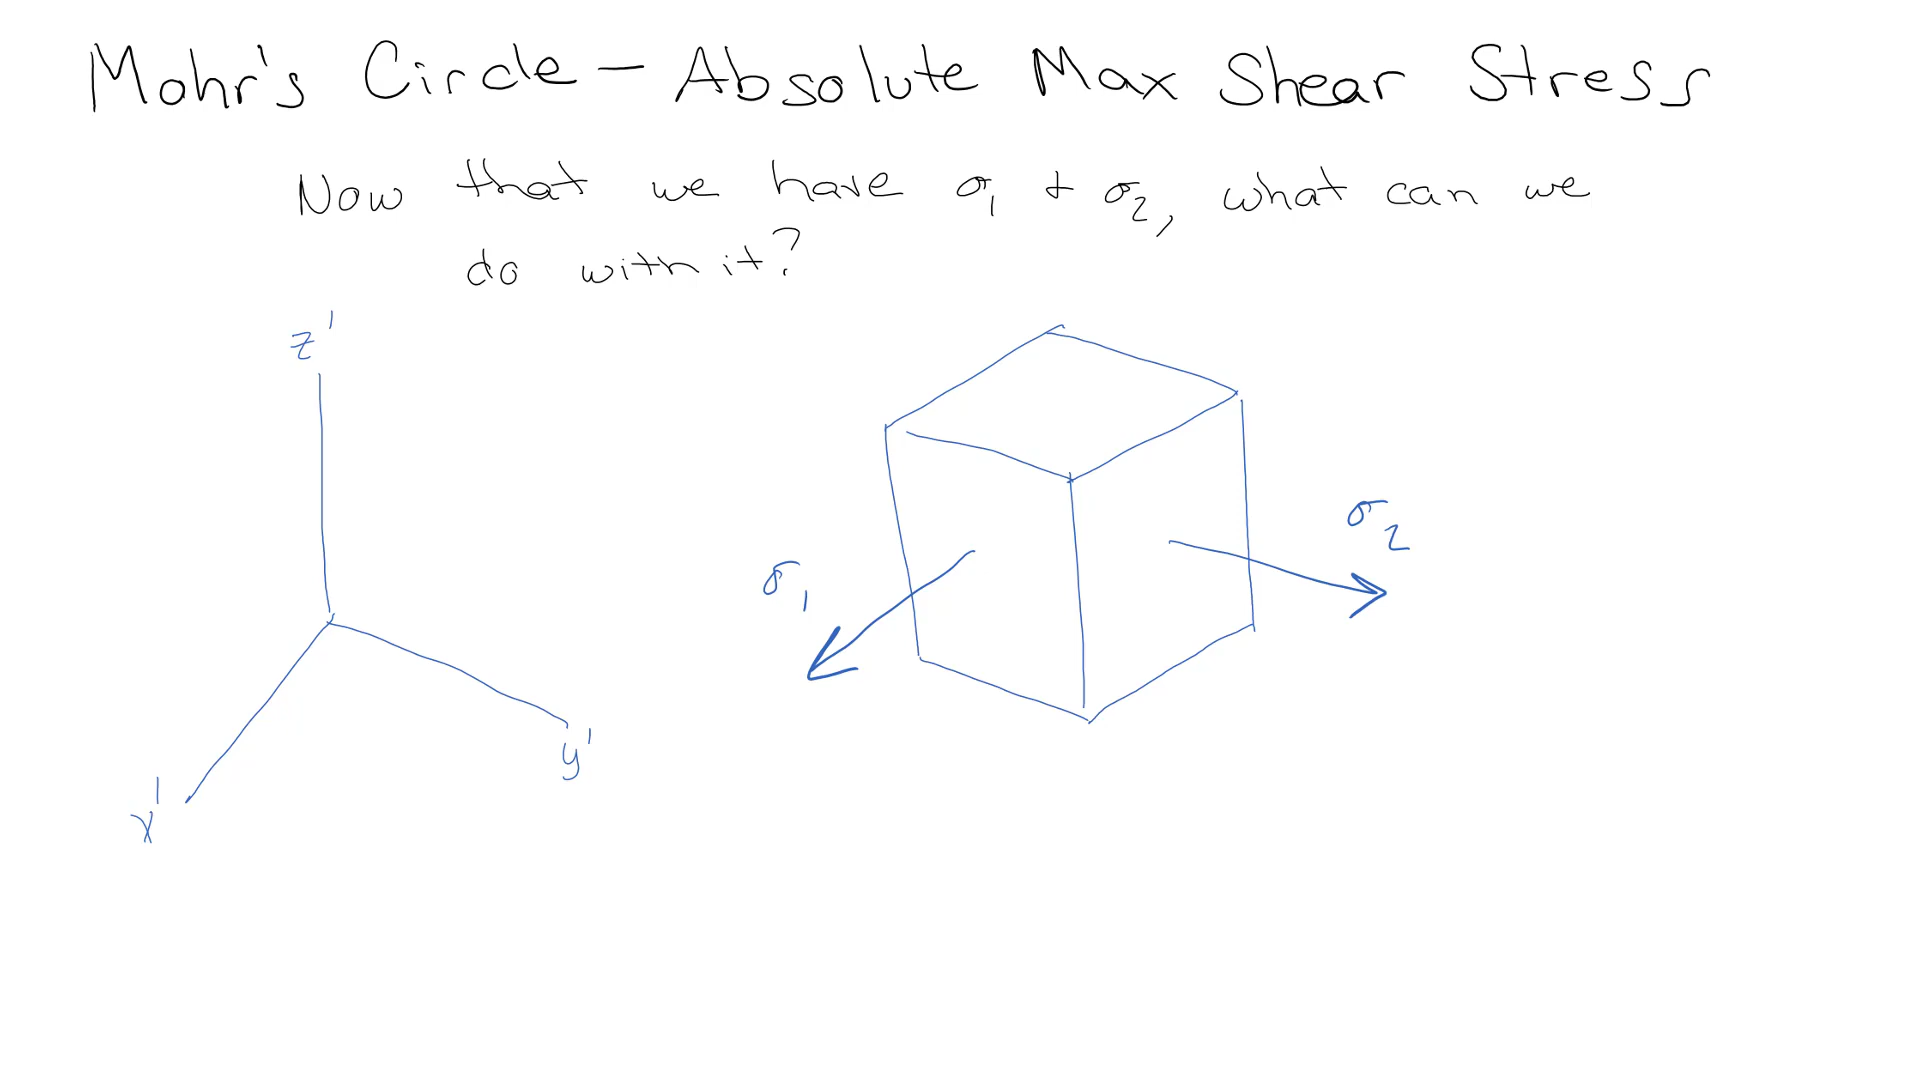 Mohr's Circle - Absolute Max Shear Stress
Now that we have σ₁ + σ₂, what can we
do with it?
z'
σ₂
σ₁
y'
x'